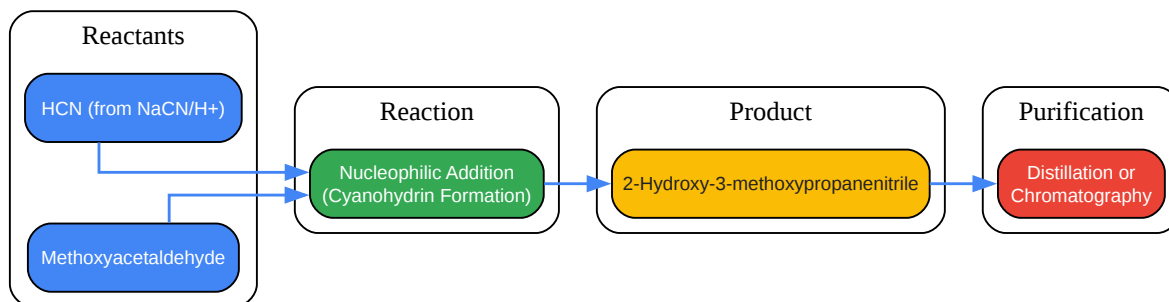 Reactants
HCN (from NaCN/H+)
Methoxyacetaldehyde
Reaction
Nucleophilic Addition
(Cyanohydrin Formation)
Product
2-Hydroxy-3-methoxypropanenitrile
Purification
Distillation or
Chromatography